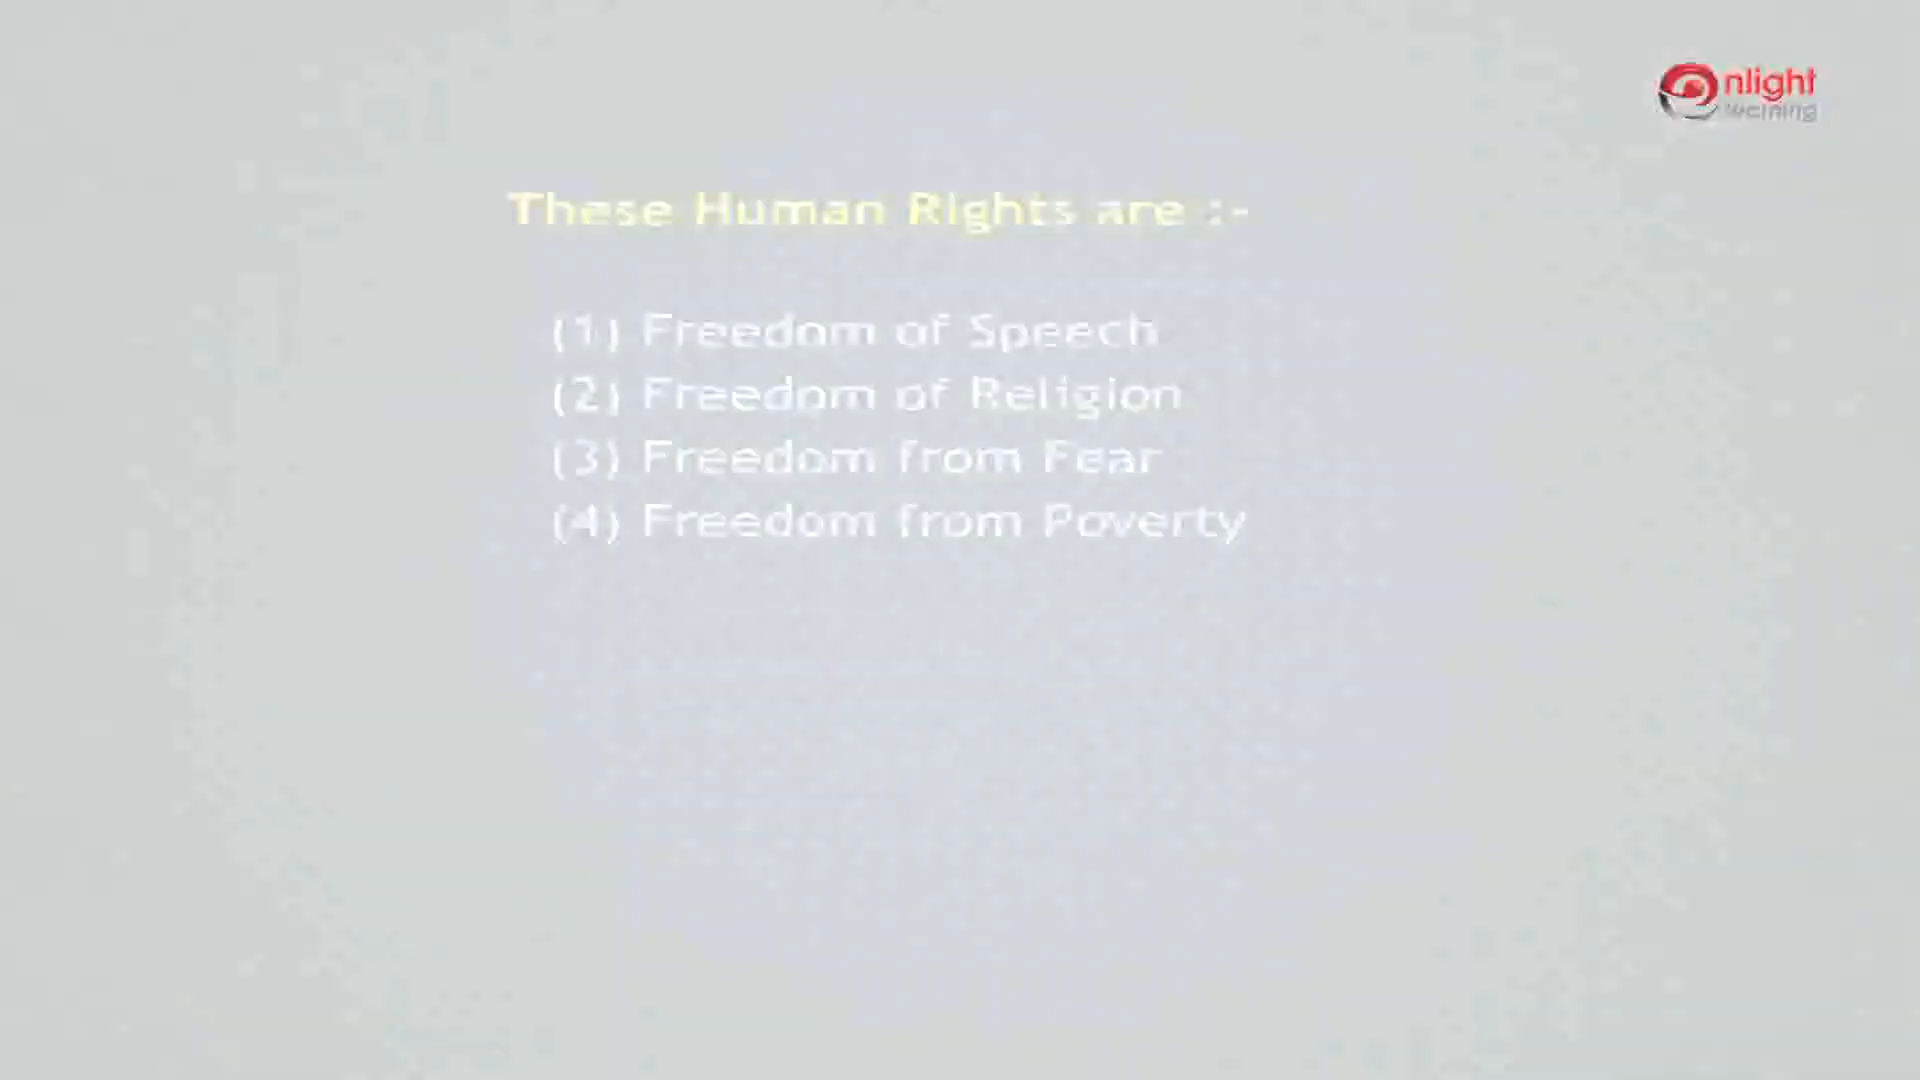 nlight
learning
These Human Rights are :-
(1) Freedom of Speech
(2) Freedom of Religion
(3) Freedom from Fear
(4) Freedom from Poverty